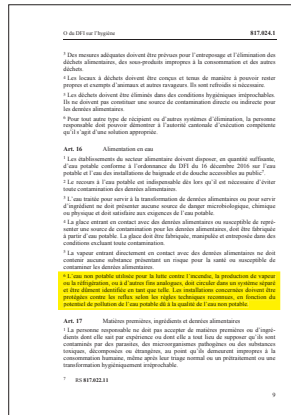 O du DFI sur l'hygiène 817.024.1
3 Des mesures adéquates doivent être prévues pour l'entreposage et l'élimination des
déchets alimentaires, des sous-produits impropres à la consommation et des autres
déchets.
4 Les locaux à déchets doivent être conçus et tenus de manière à pouvoir rester
propres et exempts d'animaux et autres ravageurs. Ils sont refroidis si nécessaire.
5 Les déchets doivent être éliminés dans des conditions hygiéniques irréprochables.
Ils ne doivent pas constituer une source de contamination directe ou indirecte pour
les denrées alimentaires.
6 Pour tout autre type de récipient ou d'autres systèmes d'élimination, la personne
responsable doit pouvoir démontrer à l'autorité cantonale d'exécution compétente
qu'il s'agit d'une solution appropriée.
Art. 16 Alimentation en eau
1 Les établissements du secteur alimentaire doivent disposer, en quantité suffisante,
d'eau potable conforme à l'ordonnance du DFI du 16 décembre 2016 sur l'eau
potable et l'eau des installations de baignade et de douche accessibles au public7.
2 Le recours à l'eau potable est indispensable dès lors qu'il est nécessaire d'éviter
toute contamination des denrées alimentaires.
3 L'eau traitée pour servir à la transformation de denrées alimentaires ou pour servir
d'ingrédient ne doit présenter aucune source de danger microbiologique, chimique
ou physique et doit satisfaire aux exigences de l'eau potable.
4 La glace entrant en contact avec des denrées alimentaires ou susceptible de repré-
senter une source de contamination pour les denrées alimentaires, doit être fabriquée
à partir d'eau potable. La glace doit être fabriquée, manipulée et entreposée dans des
conditions excluant toute contamination.
5 La vapeur entrant directement en contact avec des denrées alimentaires ne doit
contenir aucune substance présentant un risque pour la santé ou susceptible de
contaminer les denrées alimentaires.
6 L'eau non potable utilisée pour la lutte contre l'incendie, la production de vapeur
ou la réfrigération, ou à d'autres fins analogues, doit circuler dans un système séparé
et être dûment identifiée en tant que telle. Les installations concernées doivent être
protégées contre les reflux selon les règles techniques reconnues, en fonction du
potentiel de pollution de l'eau potable dû à la qualité de l'eau non potable.
Art. 17 Matières premières, ingrédients et denrées alimentaires
1 La personne responsable ne doit pas accepter de matières premières ou d'ingré-
dients dont elle sait par expérience ou dont elle a tout lieu de supposer qu'ils sont
contaminés par des parasites, des microorganismes pathogènes ou des substances
toxiques, décomposées ou étrangères, au point qu'ils demeurent impropres à la
consommation humaine, même après leur triage normal ou un prétraitement ou une
transformation hygiéniquement irréprochable.
7 RS 817.022.11
9